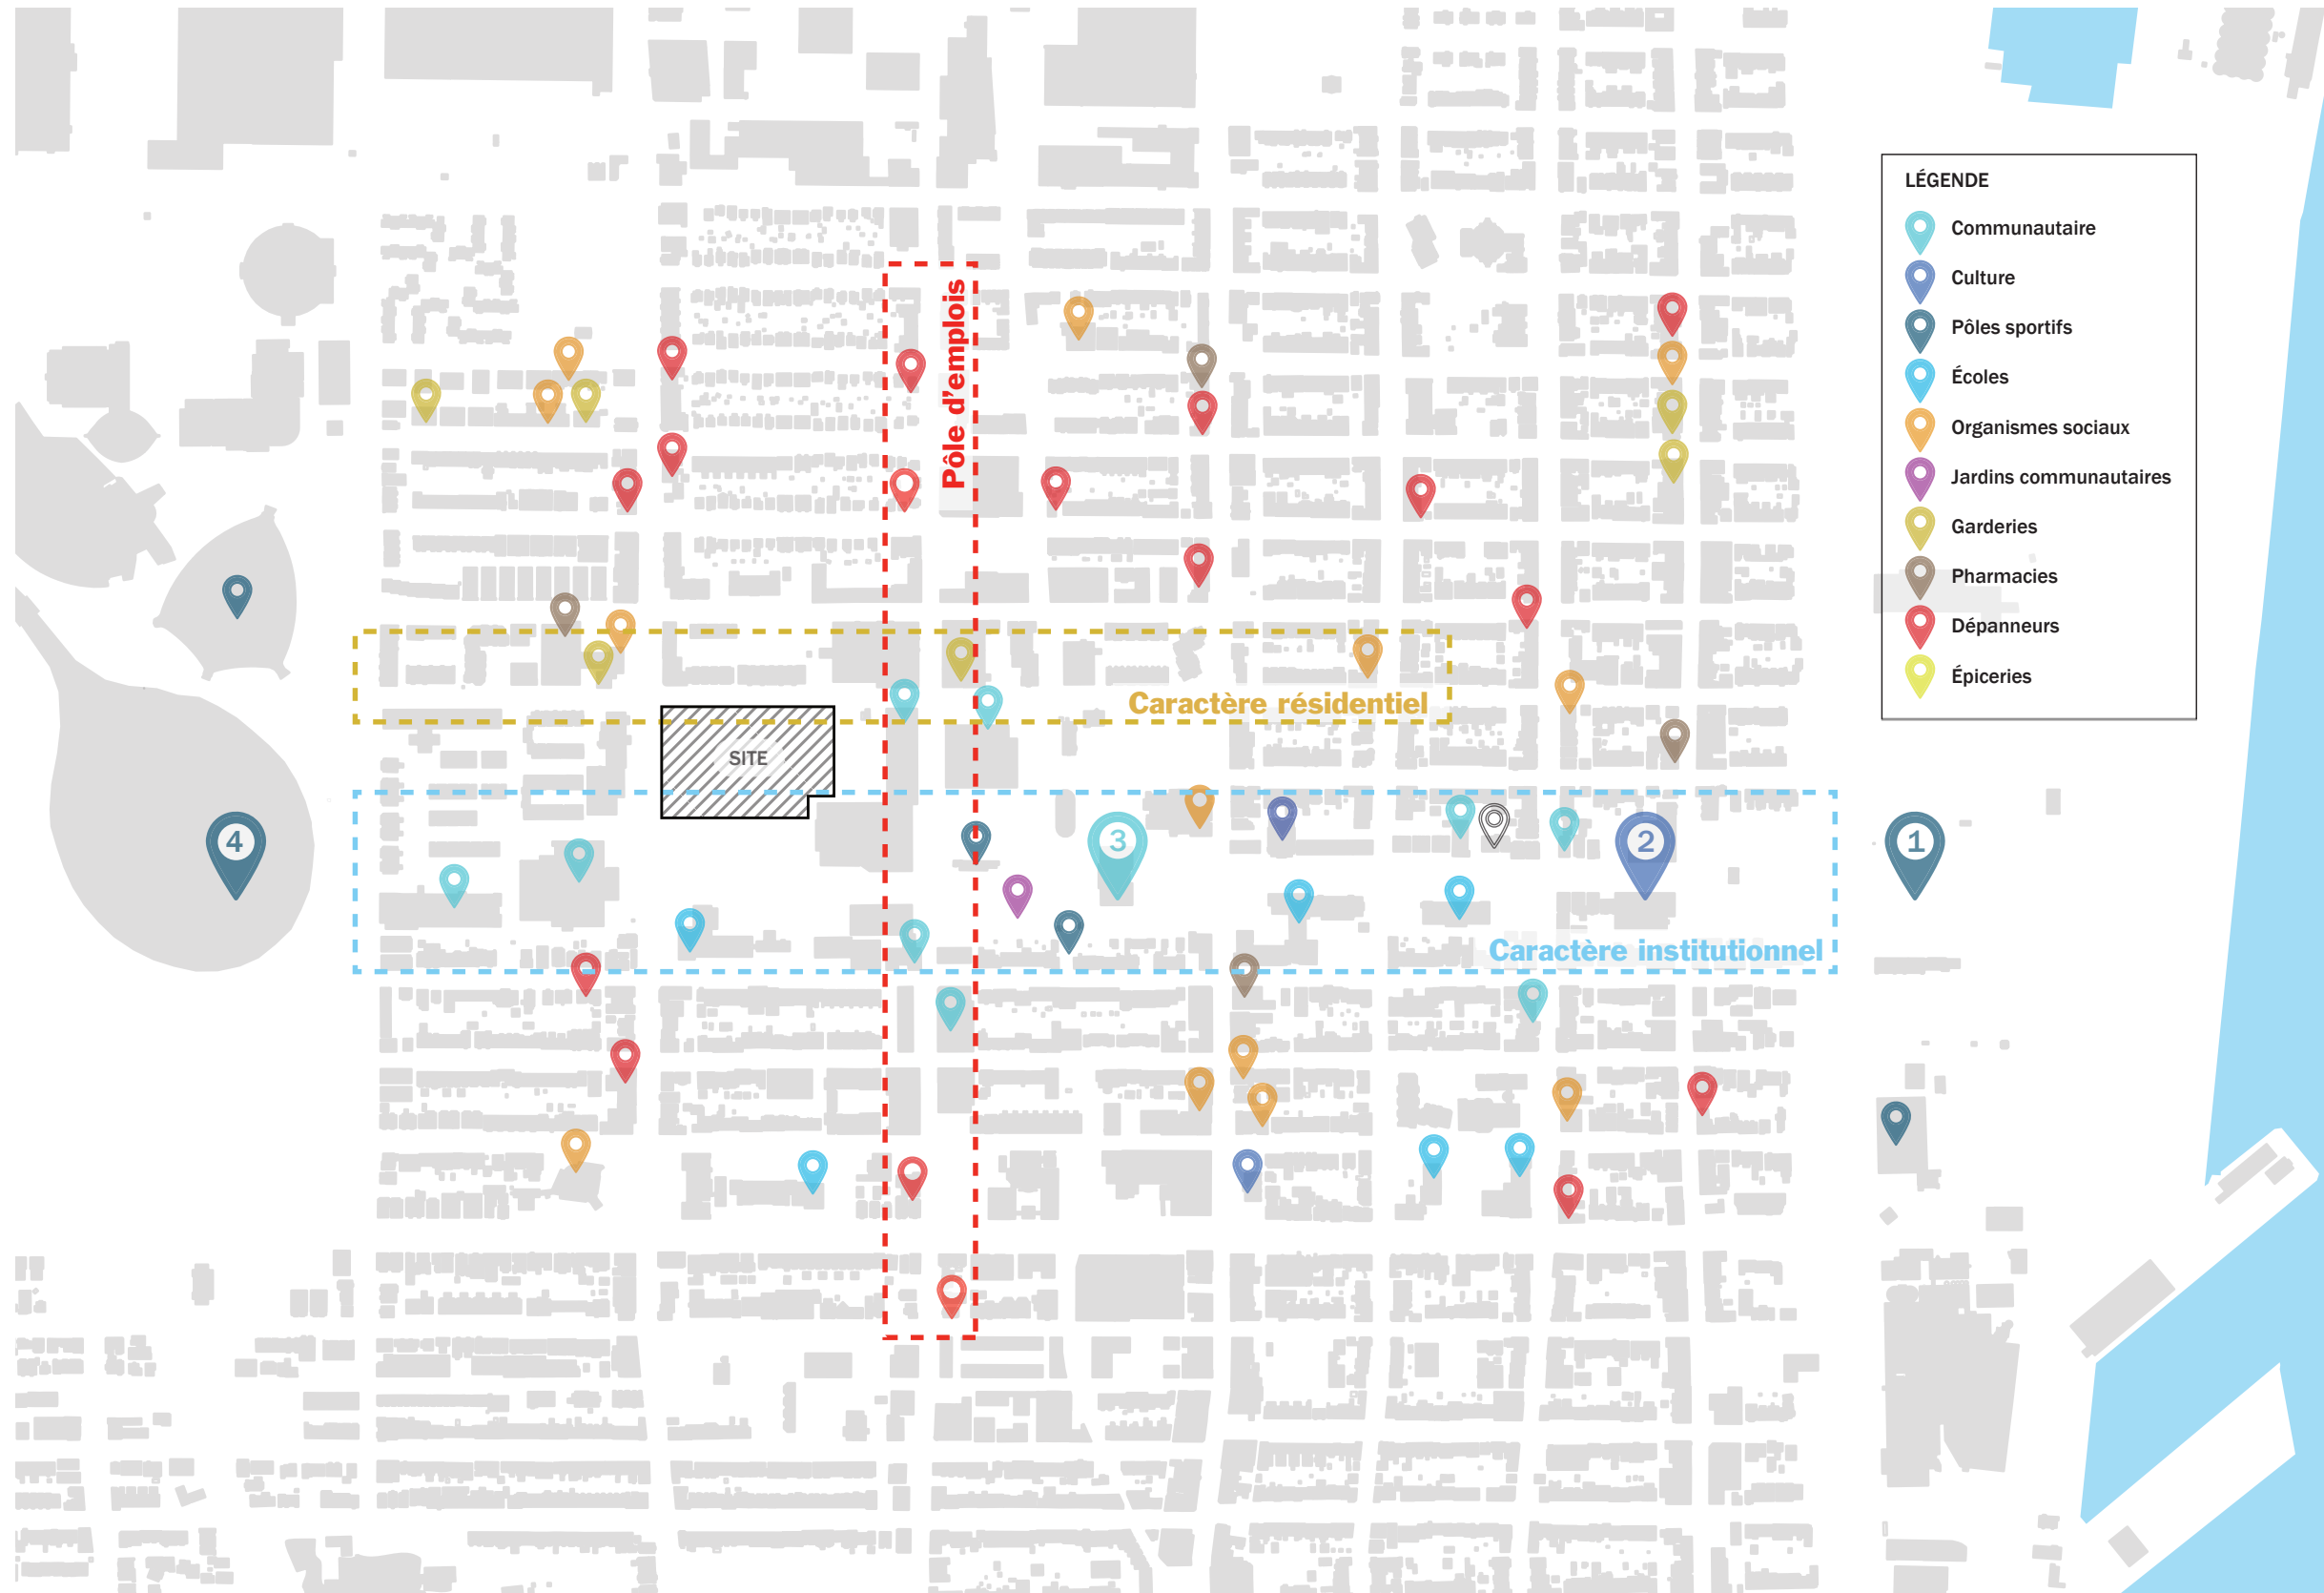 LÉGENDE
Communautaire
Culture
Pôles sportifs
Écoles
Organismes sociaux
Jardins communautaires
Garderies
Pharmacies
Dépanneurs
Épiceries
Pôle d'emplois
Caractère résidentiel
SITE
4
3
2
1
Caractère institutionnel